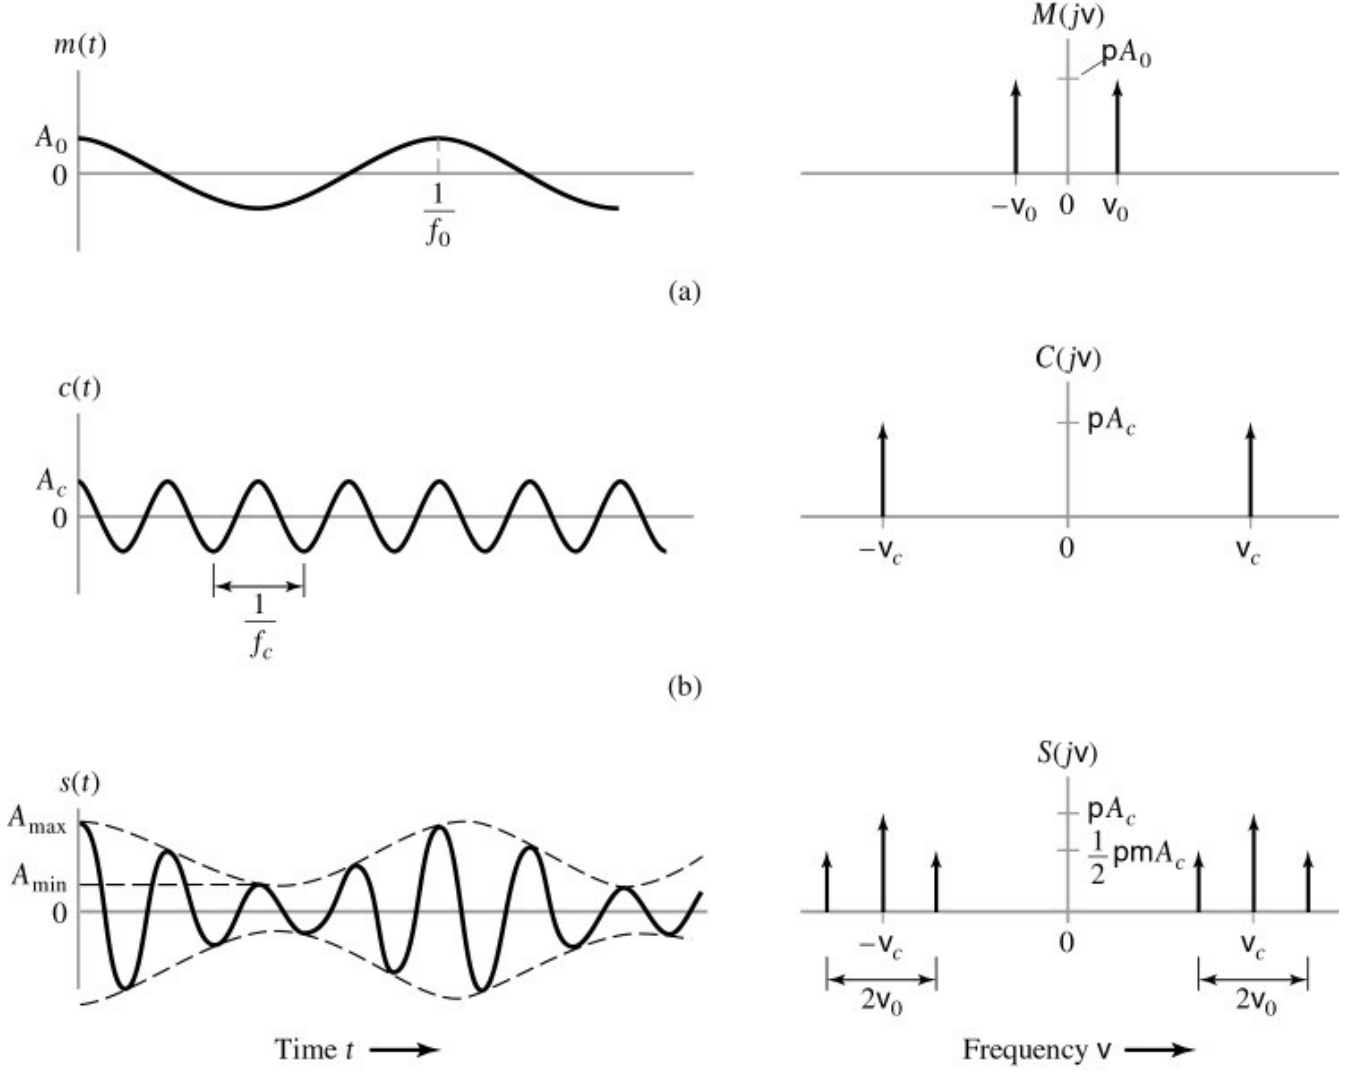 m(t)
A0
0
1
f0
M(jv)
pA0
−v0 0 v0
(a)
c(t)
Ac
0
1
fc
C(jv)
pAc
−vc 0 vc
(b)
s(t)
Amax
Amin
0
Time t
S(jv)
pAc
1
2 pmAc
−vc 0 vc
2v0 2v0
Frequency v